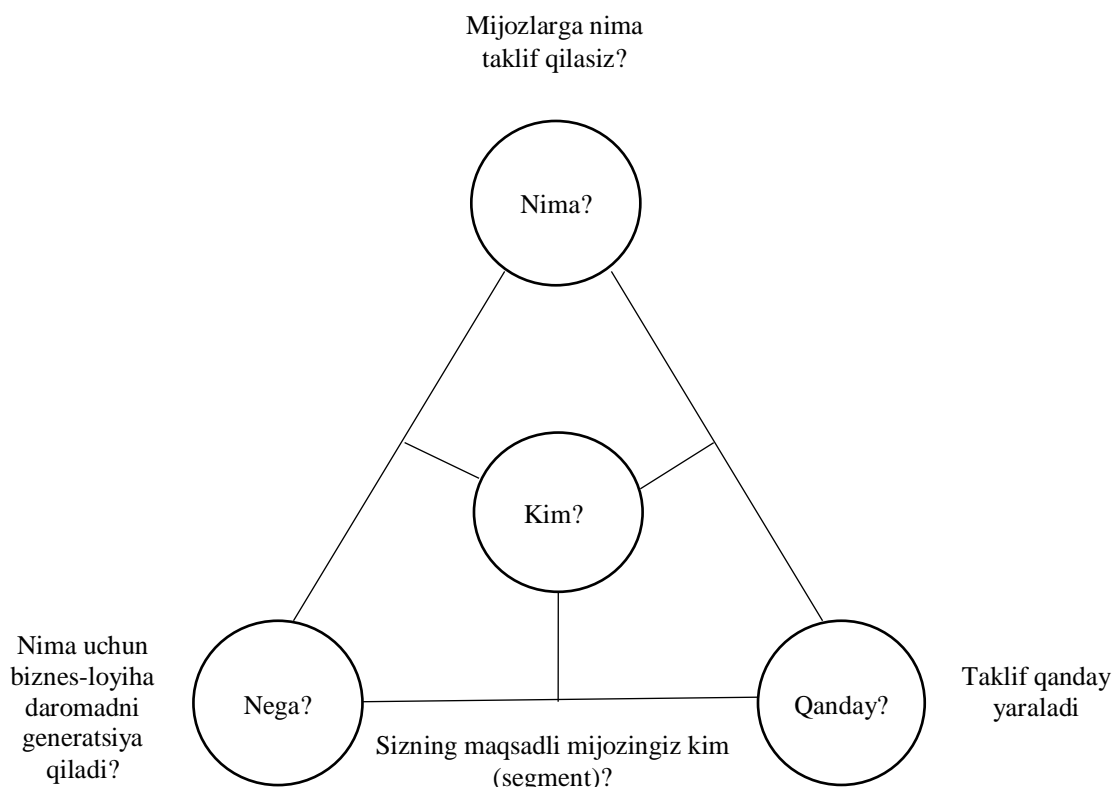 Mijozlarga nima
taklif qilasiz?
Nima?
Kim?
Nima uchun
biznes-loyiha
daromadni
generatsiya
qiladi?
Nega?
Sizning maqsadli mijozingiz kim
(segment)?
Qanday?
Taklif qanday
yaraladi